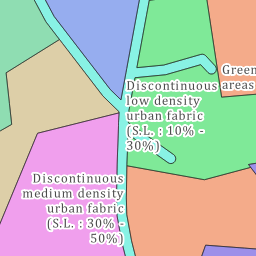 Green
areas
Discontinuous
low density
urban fabric
(S.L. : 10% -
30%)
Discontinuous
medium density
urban fabric
(S.L. : 30% -
50%)